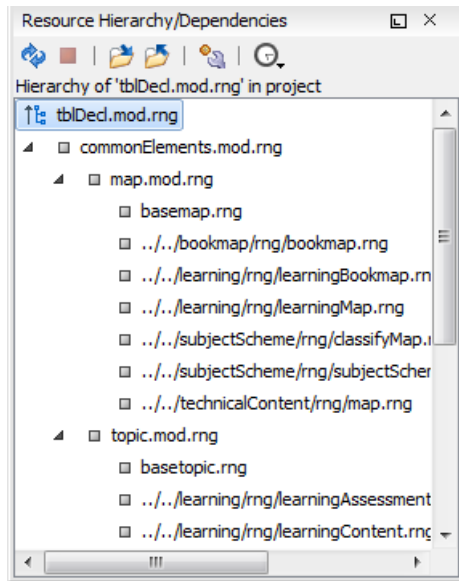 Resource Hierarchy/Dependencies
Hierarchy of 'tblDecl.mod.rng' in project
tblDecl.mod.rng
commonElements.mod.rng
map.mod.rng
basemap.rng
../../bookmap/rng/bookmap.rng
../../learning/rng/learningBookmap.rn
../../learning/rng/learningMap.rng
../../subjectScheme/rng/classifyMap.r
../../subjectScheme/rng/subjectScher
../../technicalContent/rng/map.rng
topic.mod.rng
basetopic.rng
../../learning/rng/learningAssessment
../../learning/rng/learningContent.rng